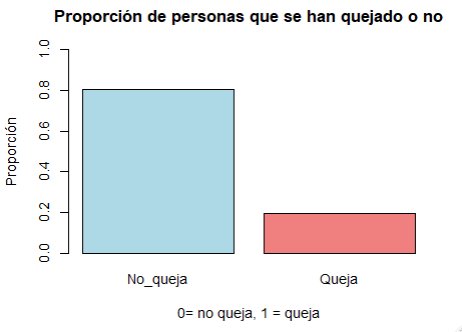 Proporción de personas que se han quejado o no
Proporción
1.0
0.8
0.6
0.4
0.2
0.0
No_queja Queja
0= no queja, 1 = queja